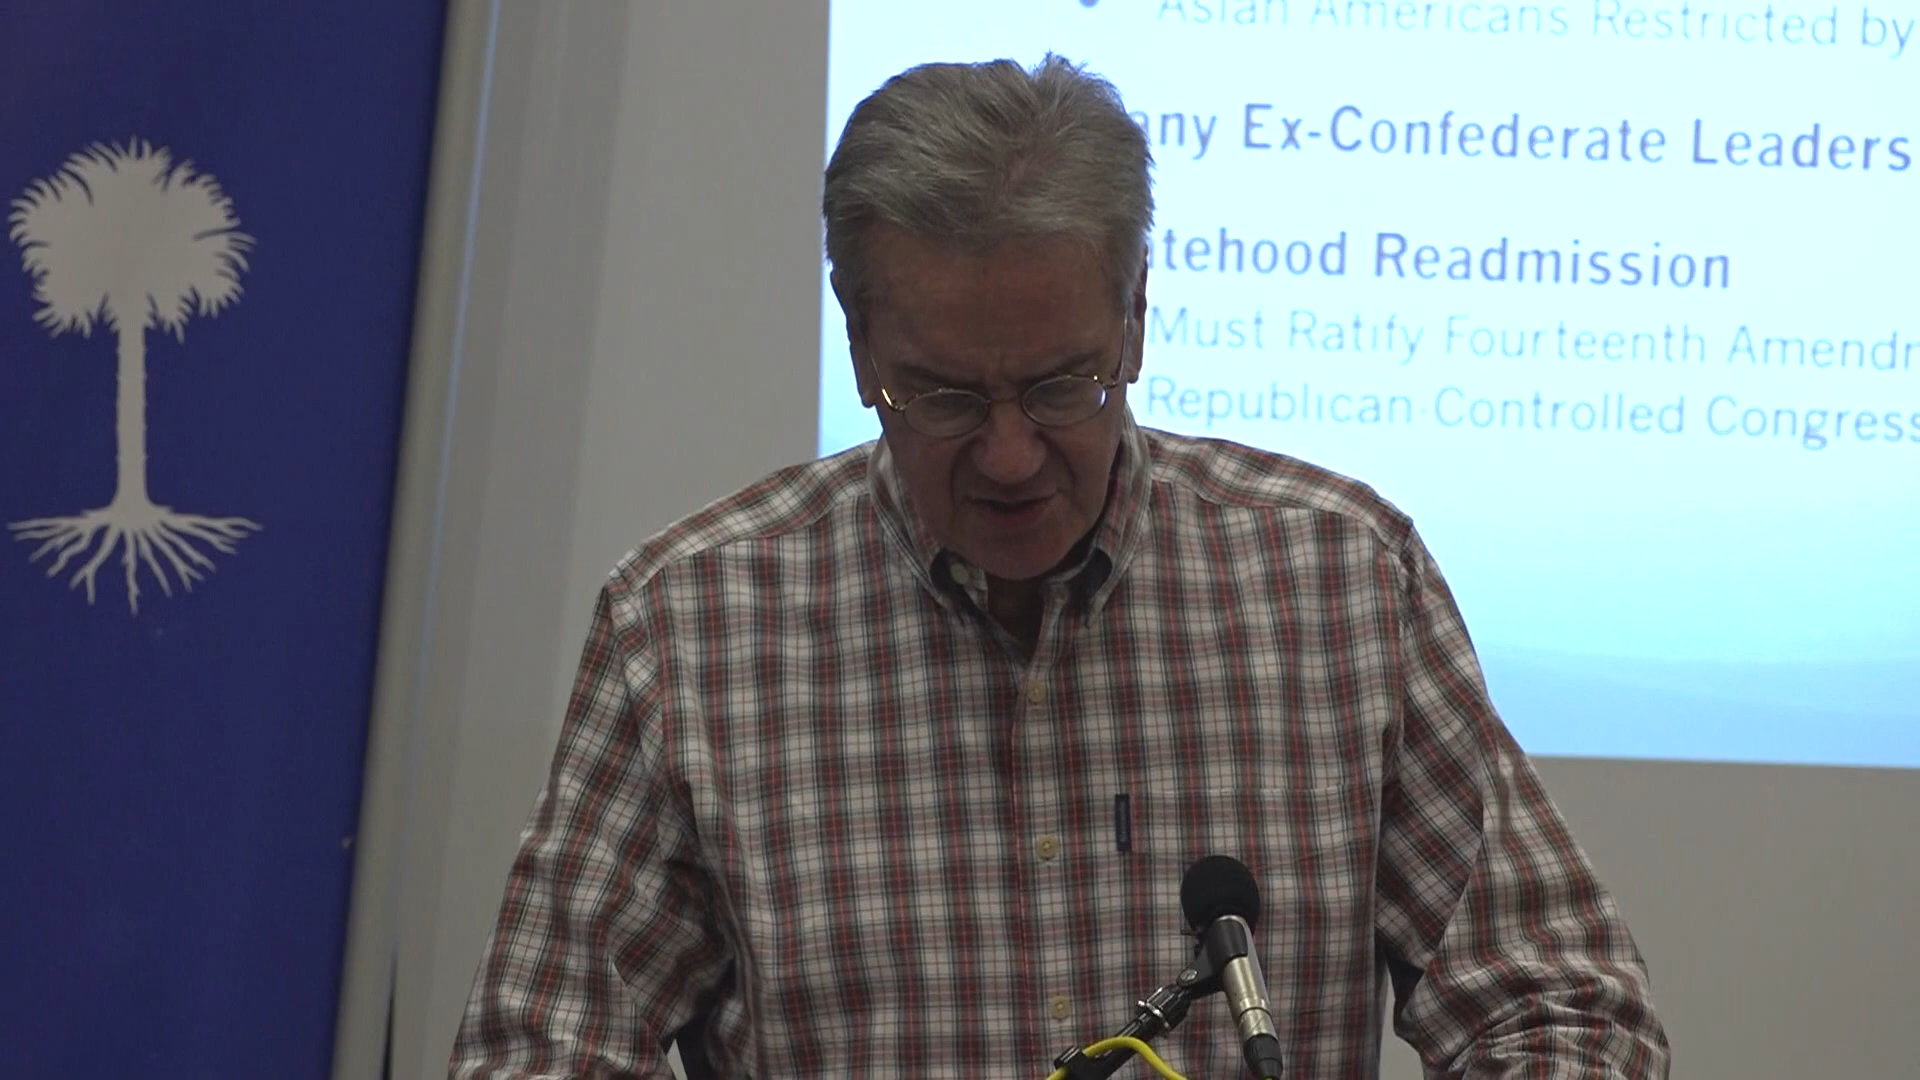 Asian Americans Restricted by
any Ex-Confederate Leaders
atehood Readmission
Must Ratify Fourteenth Amendm
Republican Controlled Congress